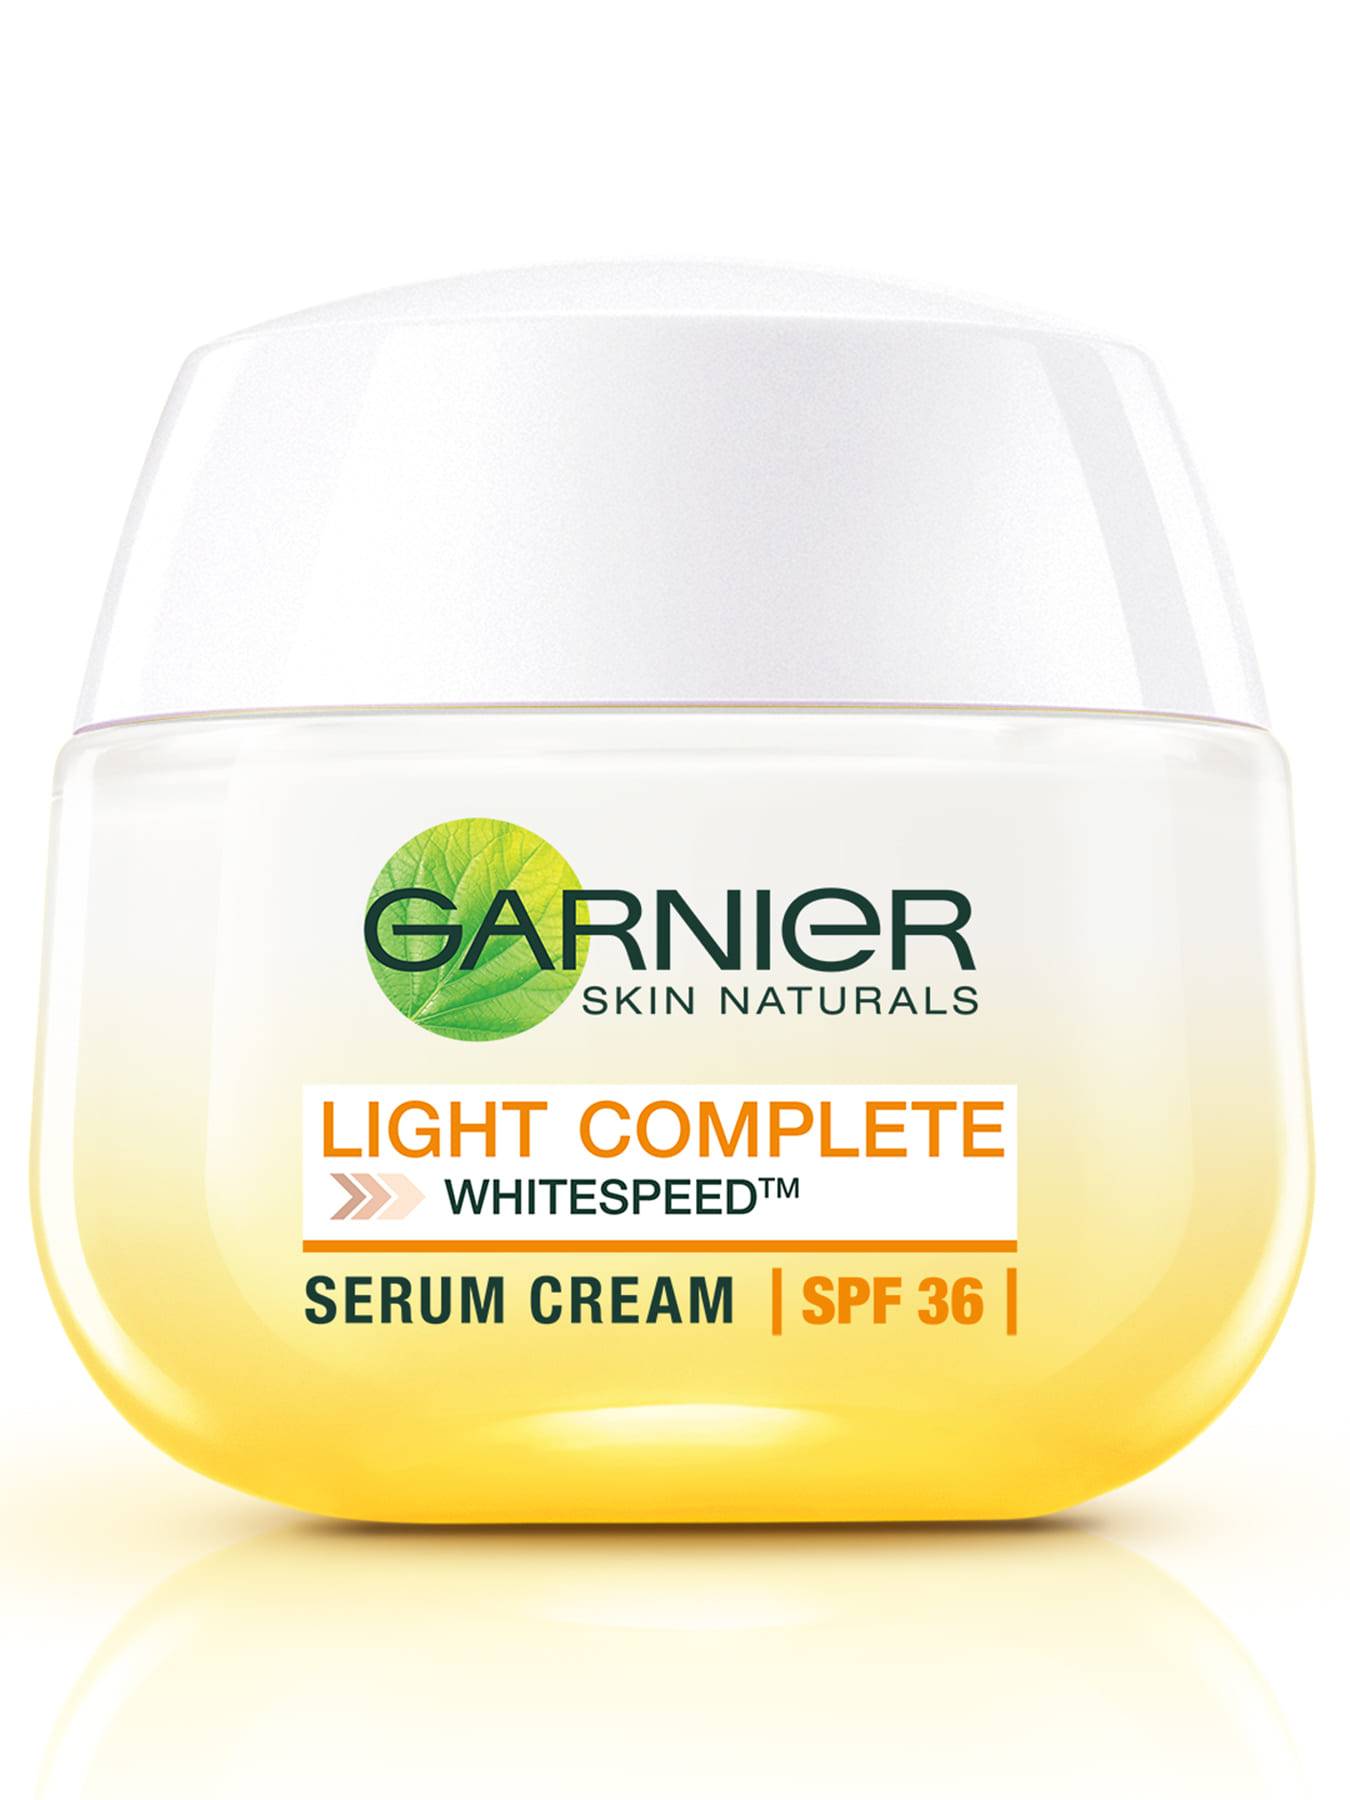 GARNIER
SKIN NATURALS
LIGHT COMPLETE
WHITESPEED™
SERUM CREAM | SPF 36 |